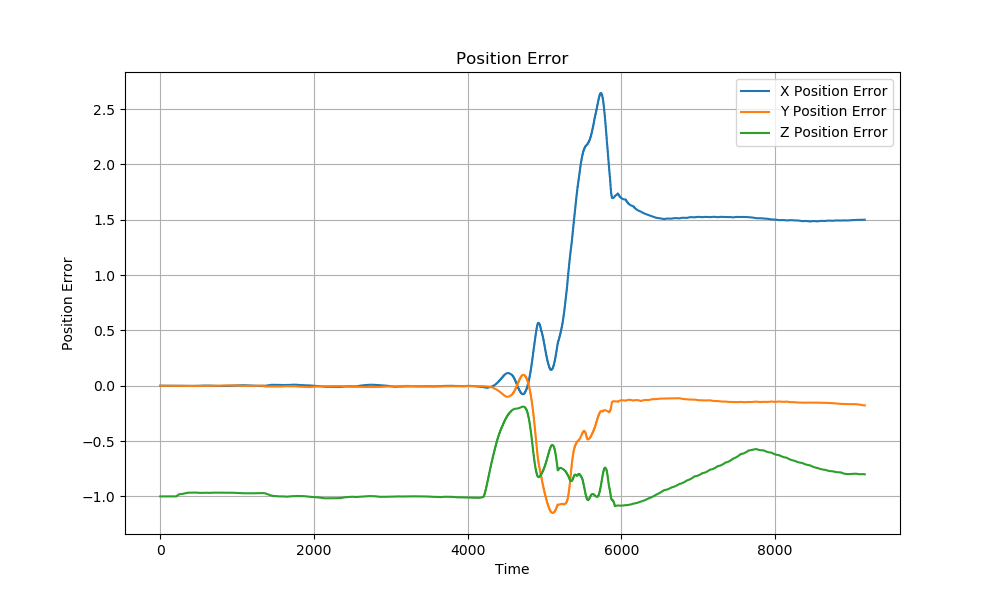 Position Error
X Position Error
Y Position Error
Z Position Error
2.5
2.0
1.5
1.0
0.5
0.0
−0.5
−1.0
Position Error
0 2000 4000 6000 8000
Time